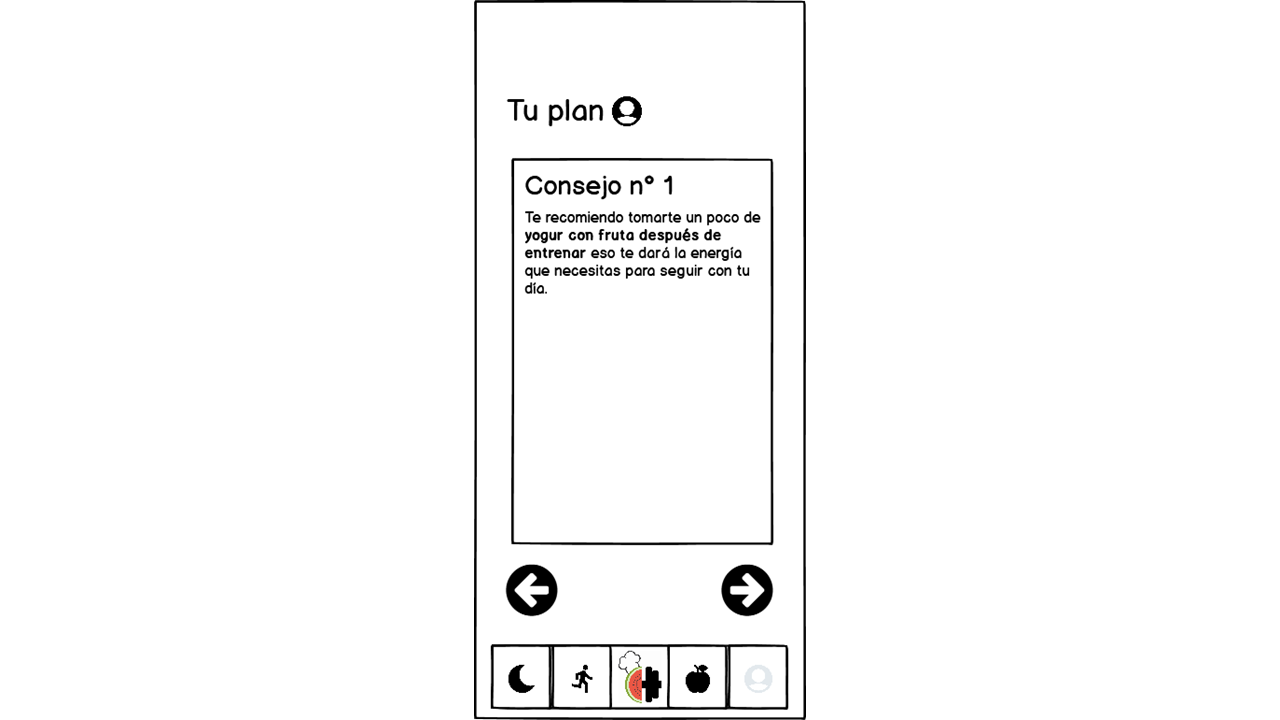 Tu plan
Consejo n° 1
Te recomiendo tomarte un poco de
yogur con fruta después de
entrenar eso te dará la energía
que necesitas para seguir con tu
día.